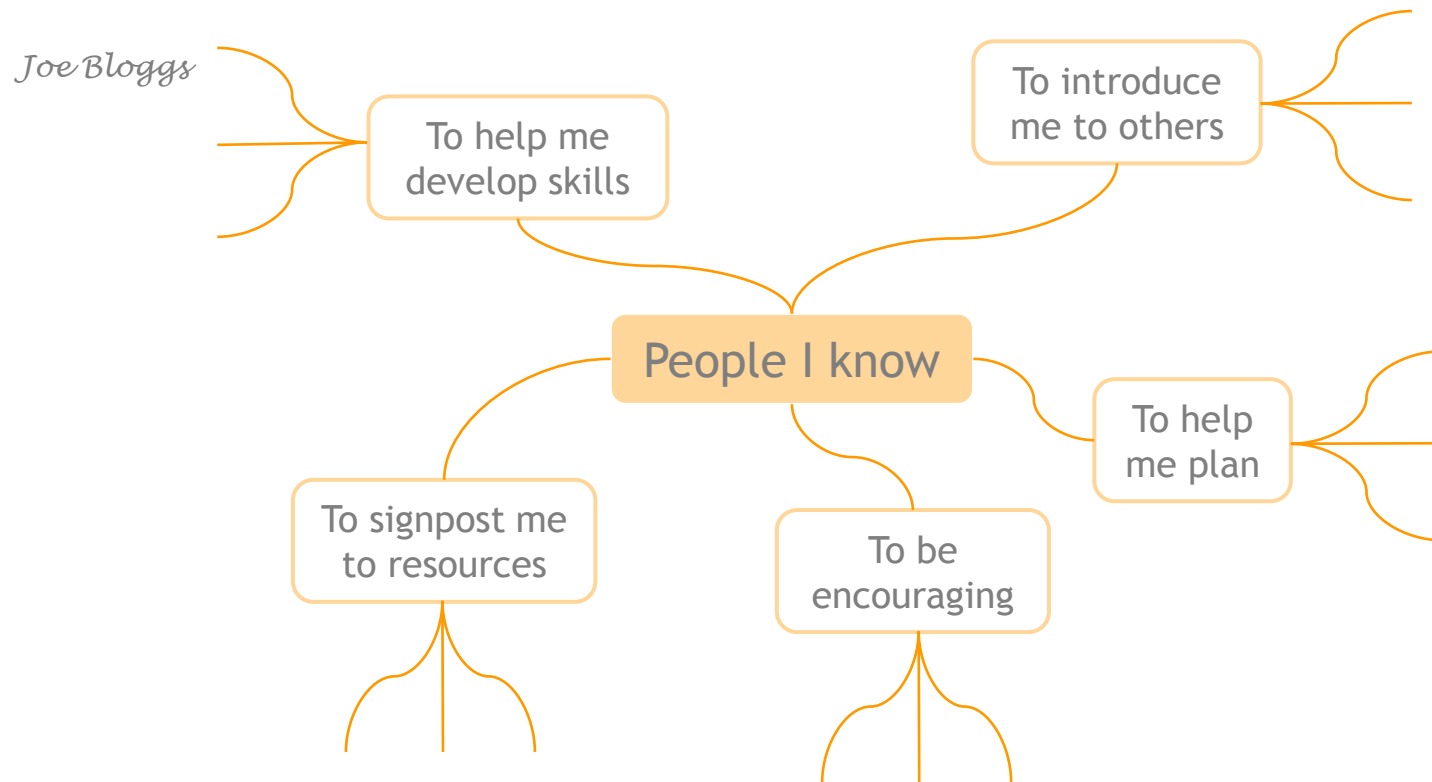 Joe Bloggs
To help me
develop skills
To introduce
me to others
People I know
To help
me plan
To signpost me
to resources
To be
encouraging